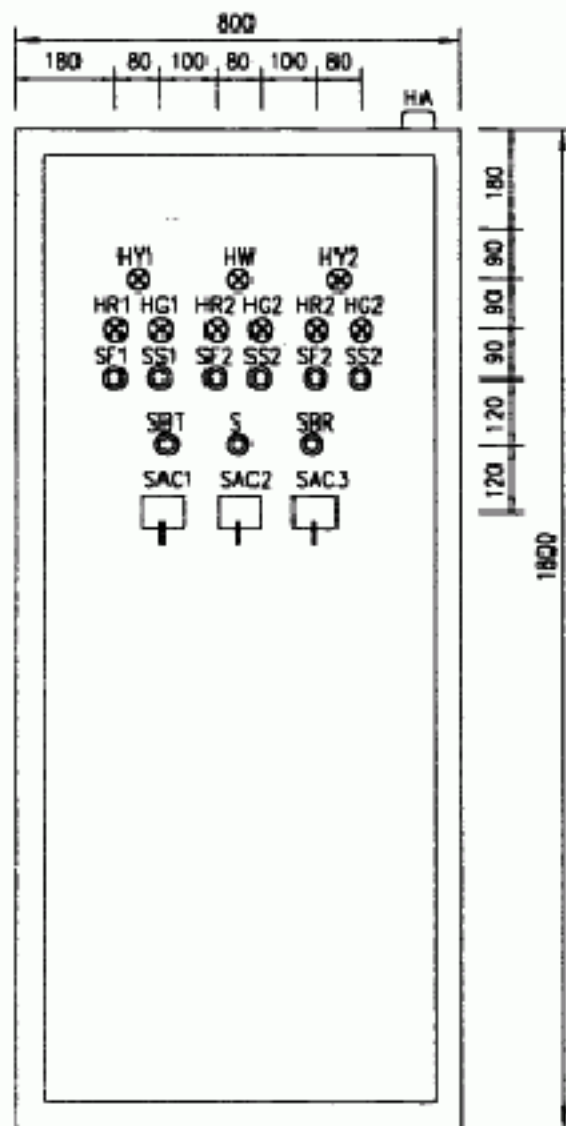 800
180 80 100 80 100 80
HA
180
90
90
90
120
120
1800
HY1 HW HY2
HR1 HG1 HR2 HG2 HR2 HG2
SF1 SS1 SF2 SS2 SF2 SS2
SBT S SBR
SAC1 SAC2 SAC3